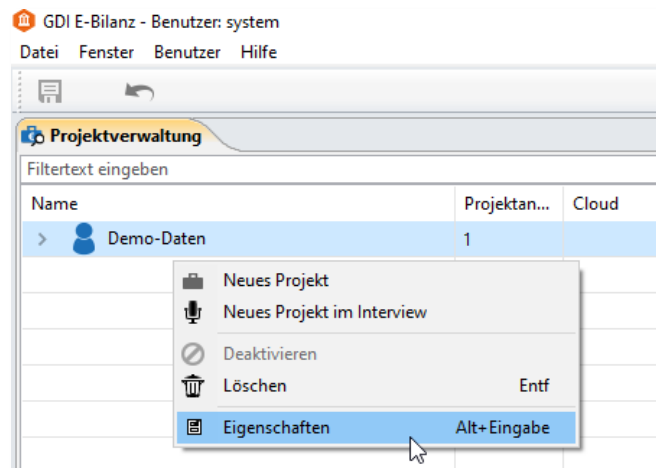 GDI E-Bilanz - Benutzer: system
Datei Fenster Benutzer Hilfe
Projektverwaltung
Filtertext eingeben
Name Projektan... Cloud
Demo-Daten 1
Neues Projekt
Neues Projekt im Interview
Deaktivieren
Löschen Entf
Eigenschaften Alt+Eingabe